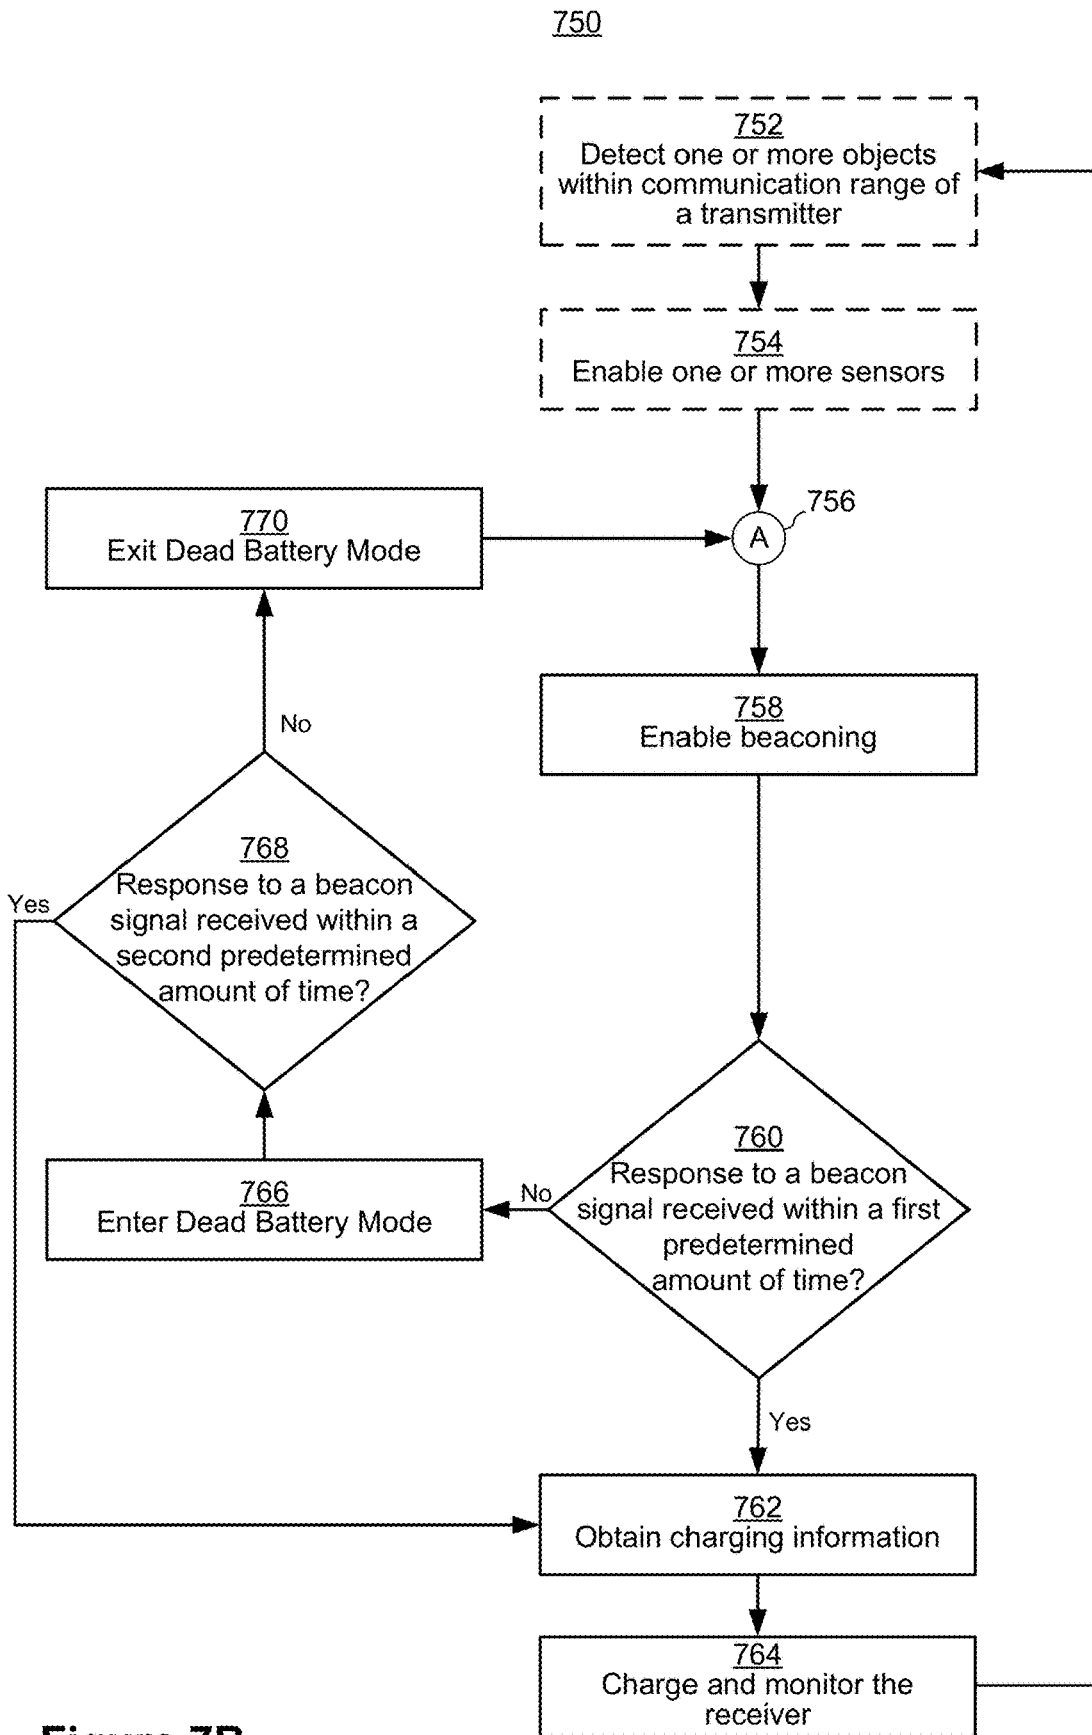 750
752
Detect one or more objects
within communication range of
a transmitter
754
Enable one or more sensors
A
756
770
Exit Dead Battery Mode
758
Enable beaconing
No
768
Response to a beacon
signal received within a
second predetermined
amount of time?
Yes
760
Response to a beacon
signal received within a first
predetermined
amount of time?
No
766
Enter Dead Battery Mode
Yes
762
Obtain charging information
764
Charge and monitor the
receiver
Figure 7B